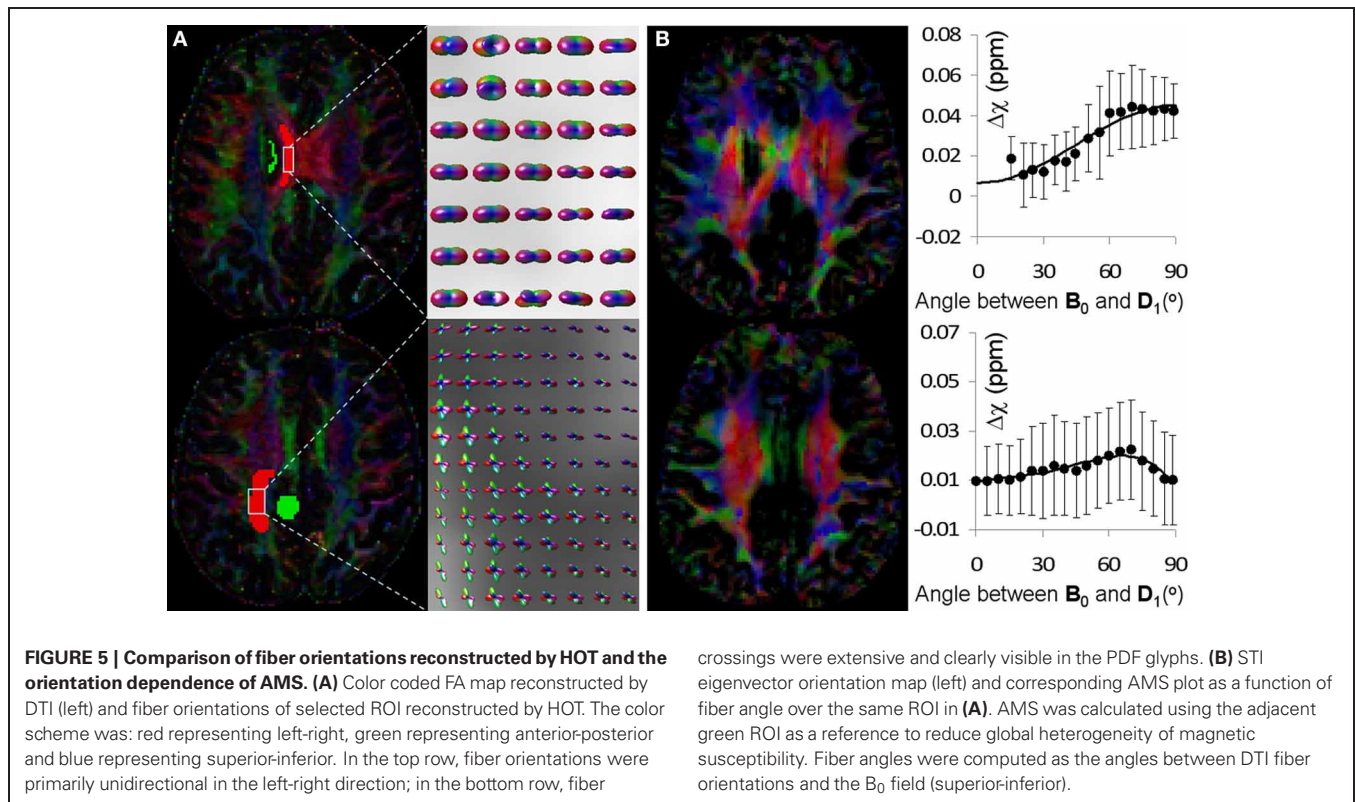 A
B
0.08
0.06
0.04
0.02
0
-0.02
Δχ (ppm)
0 30 60 90
Angle between B₀ and D₁(º)
0.07
0.05
0.03
0.01
-0.01
Δχ (ppm)
0 30 60 90
Angle between B₀ and D₁(º)
FIGURE 5 | Comparison of fiber orientations reconstructed by HOT and the
orientation dependence of AMS. (A) Color coded FA map reconstructed by
DTI (left) and fiber orientations of selected ROI reconstructed by HOT. The color
scheme was: red representing left-right, green representing anterior-posterior
and blue representing superior-inferior. In the top row, fiber orientations were
primarily unidirectional in the left-right direction; in the bottom row, fiber
crossings were extensive and clearly visible in the PDF glyphs. (B) STI
eigenvector orientation map (left) and corresponding AMS plot as a function of
fiber angle over the same ROI in (A). AMS was calculated using the adjacent
green ROI as a reference to reduce global heterogeneity of magnetic
susceptibility. Fiber angles were computed as the angles between DTI fiber
orientations and the B₀ field (superior-inferior).